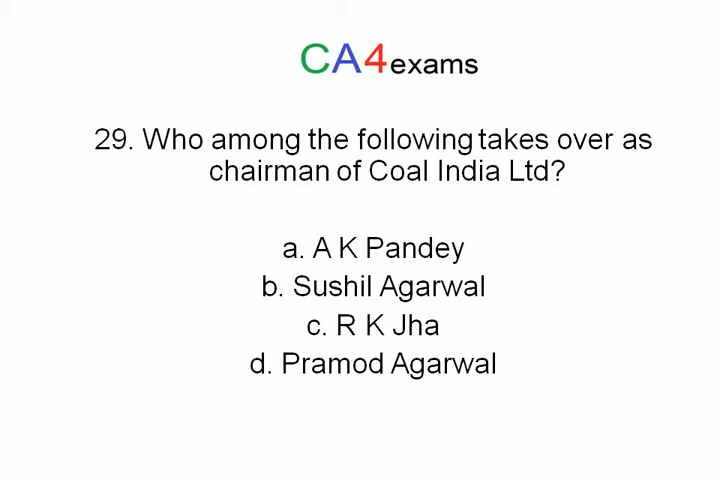 CA4exams
29. Who among the following takes over as
chairman of Coal India Ltd?
a. A K Pandey
b. Sushil Agarwal
c. R K Jha
d. Pramod Agarwal